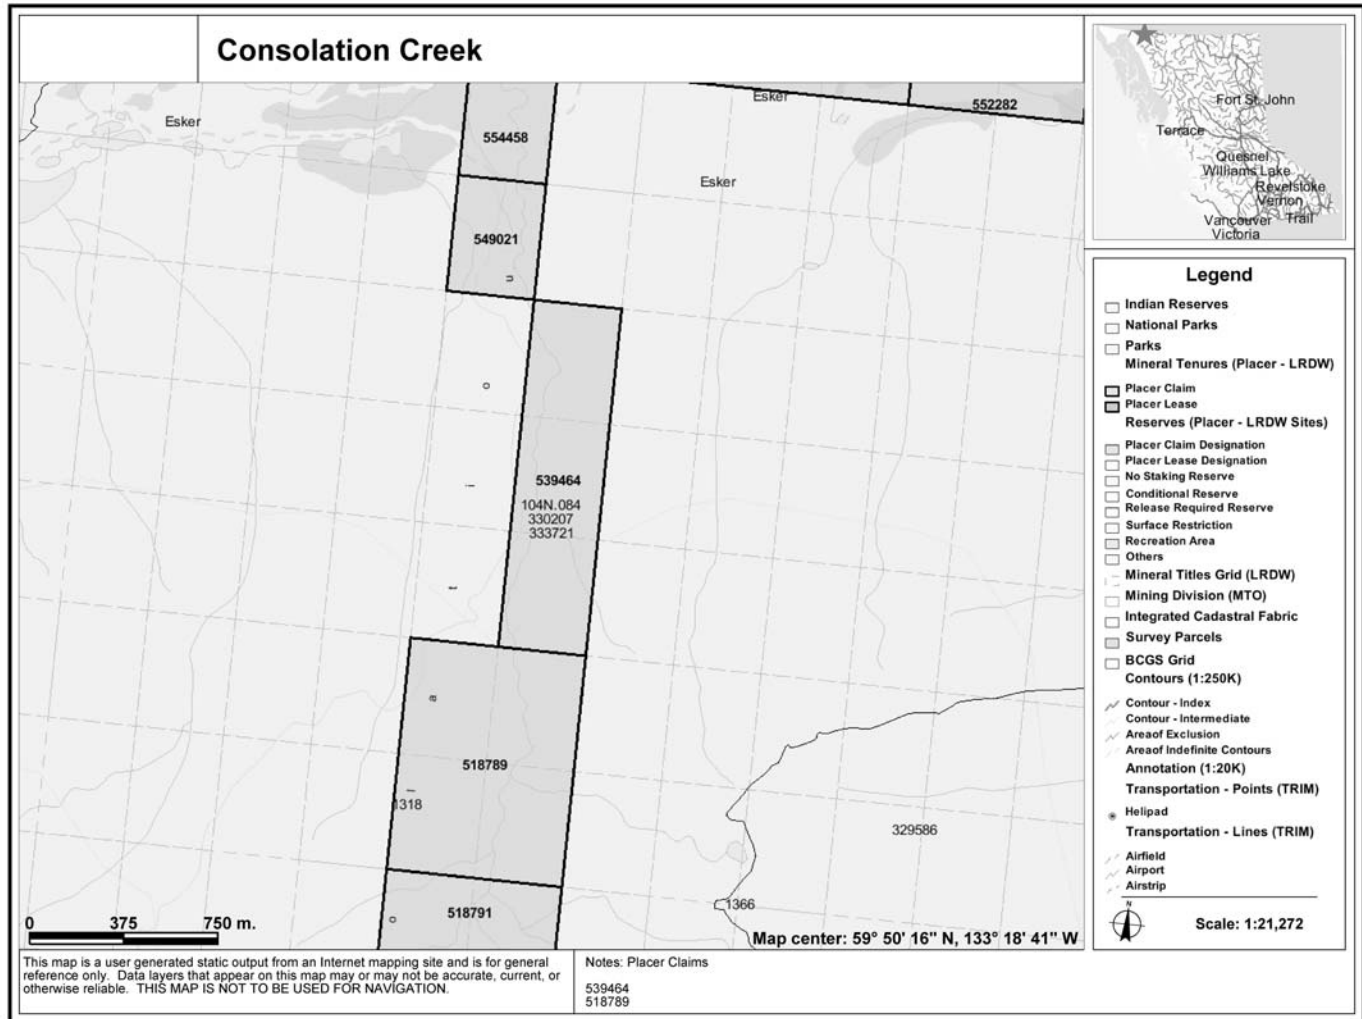 Consolation Creek
Esker
554458
Esker
552282
Esker
549021
u
o
i
539464
104N.084
330207
333721
t
a
518789
l
1318
329586
518791
o
1366
0 375 750 m.
Map center: 59° 50' 16" N, 133° 18' 41" W
Fort St. John
Terrace
Quesnel
Williams Lake
Revelstoke
Vernon
Vancouver
Trail
Victoria
Legend
Indian Reserves
National Parks
Parks
Mineral Tenures (Placer - LRDW)
Placer Claim
Placer Lease
Reserves (Placer - LRDW Sites)
Placer Claim Designation
Placer Lease Designation
No Staking Reserve
Conditional Reserve
Release Required Reserve
Surface Restriction
Recreation Area
Others
Mineral Titles Grid (LRDW)
Mining Division (MTO)
Integrated Cadastral Fabric
Survey Parcels
BCGS Grid
Contours (1:250K)
Contour - Index
Contour - Intermediate
Areaof Exclusion
Areaof Indefinite Contours
Annotation (1:20K)
Transportation - Points (TRIM)
Helipad
Transportation - Lines (TRIM)
Airfield
Airport
Airstrip
N
Scale: 1:21,272
This map is a user generated static output from an Internet mapping site and is for general
reference only. Data layers that appear on this map may or may not be accurate, current, or
otherwise reliable. THIS MAP IS NOT TO BE USED FOR NAVIGATION.
Notes: Placer Claims
539464
518789